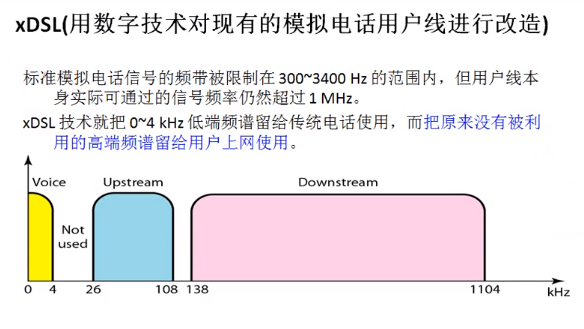 xDSL(用数字技术对现有的模拟电话用户线进行改造)
标准模拟电话信号的频带被限制在 300~3400 Hz 的范围内，但用户线本
身实际可通过的信号频率仍然超过 1 MHz。
xDSL 技术就把 0~4 kHz 低端频谱留给传统电话使用，而把原来没有被利
用的高端频谱留给用户上网使用。
Voice Upstream Downstream
Not
used
0 4 26 108 138 1104 kHz